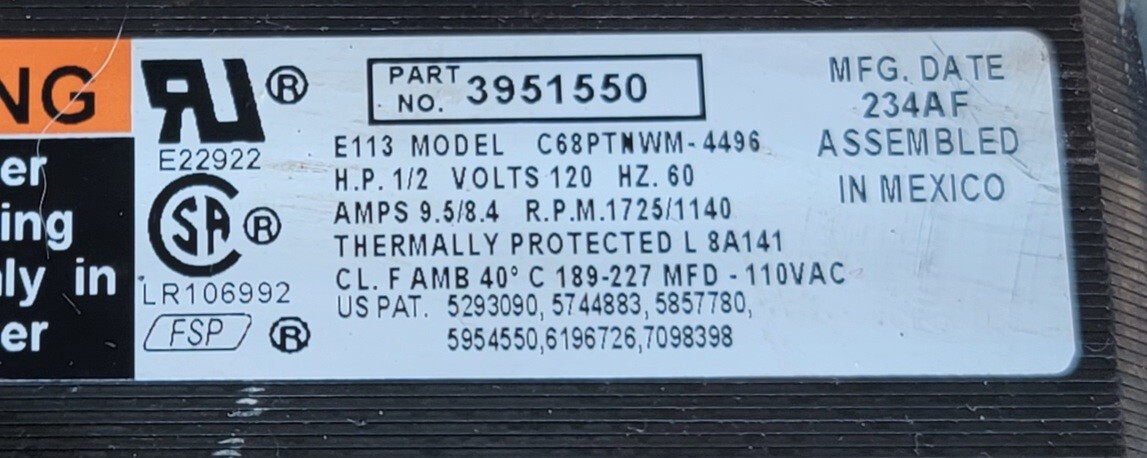 NG
er
ing
ly in
er
RU ®
E22922
SA ®
LR106992
FSP ®
PART NO. 3951550
E113 MODEL C68PTNWM-4496
H.P. 1/2 VOLTS 120 HZ. 60
AMPS 9.5/8.4 R.P.M.1725/1140
THERMALLY PROTECTED L 8A141
CL. F AMB 40° C 189-227 MFD - 110VAC
US PAT. 5293090, 5744883, 5857780,
5954550,6196726,7098398
MFG. DATE
234AF
ASSEMBLED
IN MEXICO